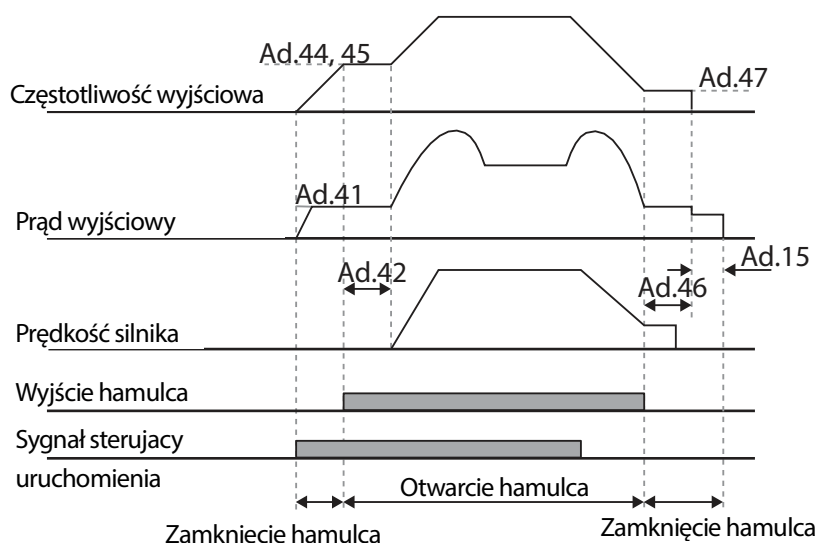 Ad.44, 45
Ad.47
Częstotliwość wyjściowa
Ad.41
Prąd wyjściowy
Ad.15
Ad.42
Ad.46
Prędkość silnika
Wyjście hamulca
Sygnał sterujacy
uruchomienia
Otwarcie hamulca
Zamkniecie hamulca
Zamknięcie hamulca